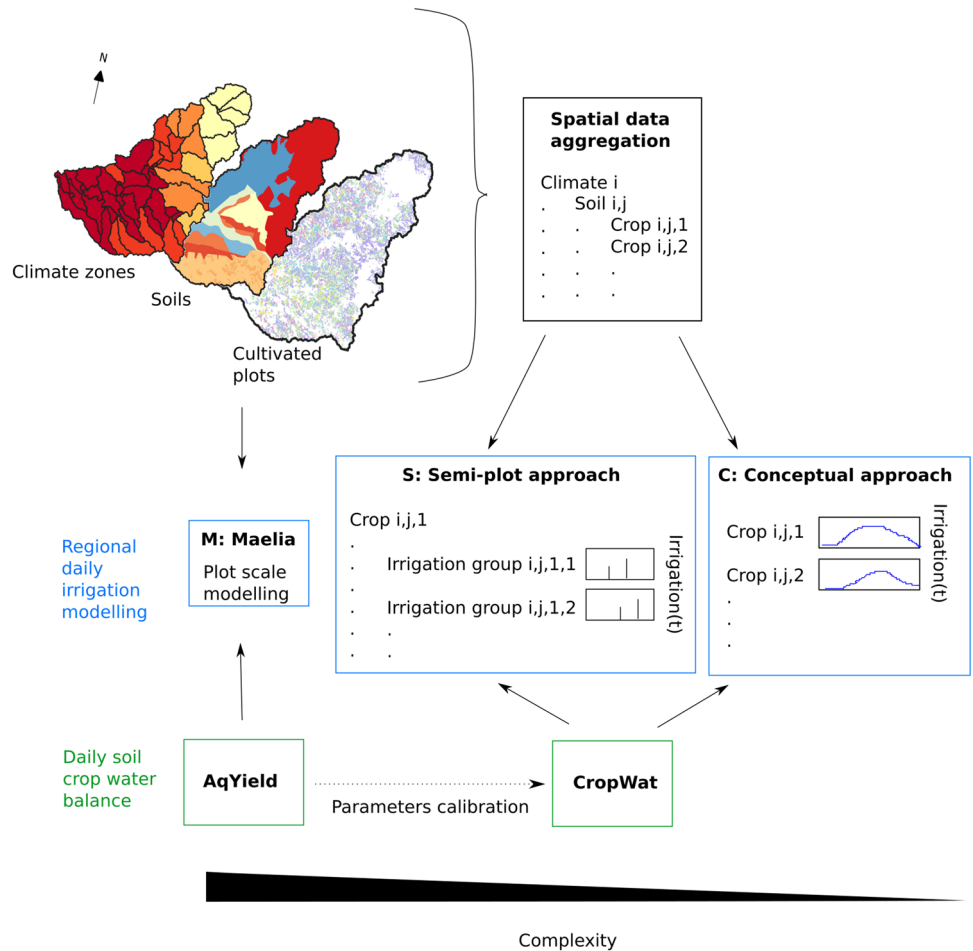 N
Climate zones
Soils
Cultivated
plots
Spatial data
aggregation
Climate i
. Soil i,j
. . Crop i,j,1
. . Crop i,j,2
. . .
. . .
Regional
daily
irrigation
modelling
M: Maelia
Plot scale
modelling
S: Semi-plot approach
Crop i,j,1
.
. Irrigation group i,j,1,1
.
. Irrigation group i,j,1,2
. .
. .
Irrigation(t)
C: Conceptual approach
Crop i,j,1
Crop i,j,2
.
.
.
Irrigation(t)
Daily soil
crop water
balance
AqYield
Parameters calibration
CropWat
Complexity